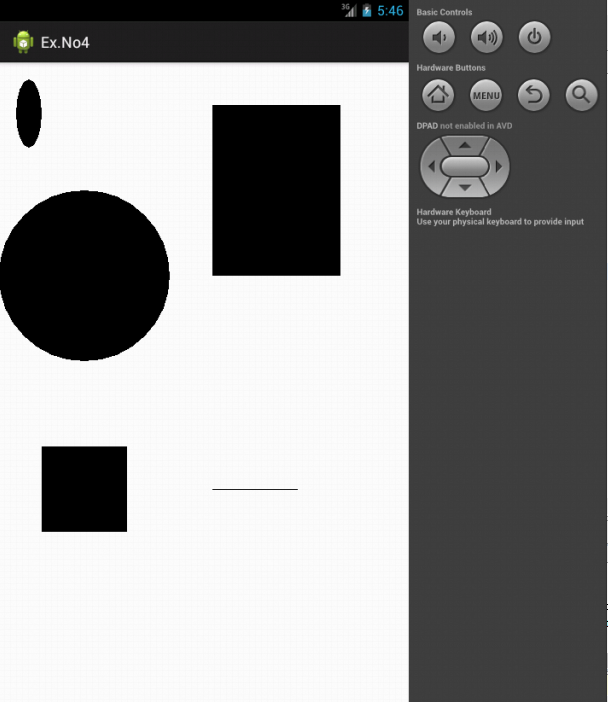 3G 5:46
Ex.No4
Basic Controls
Hardware Buttons
MENU
DPAD not enabled in AVD
Hardware Keyboard
Use your physical keyboard to provide input